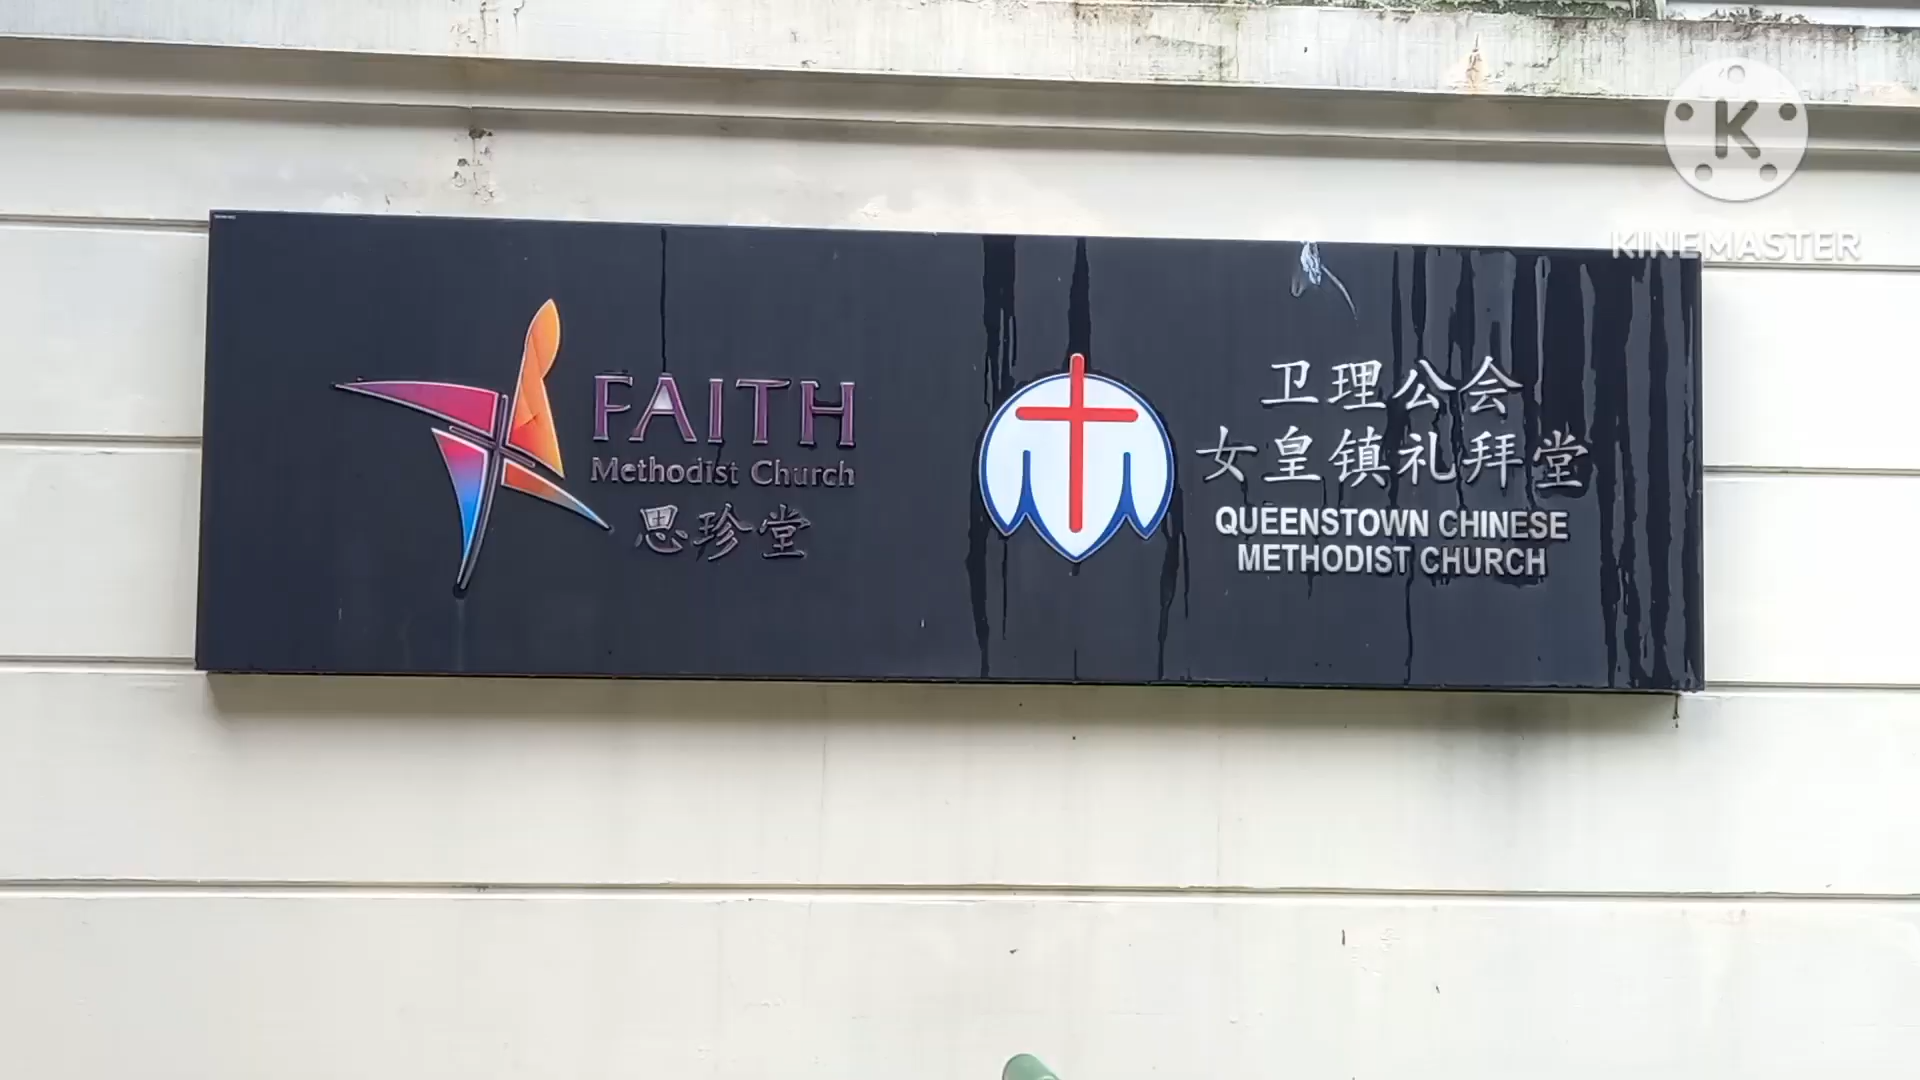 FAITH
Methodist Church
思珍堂
卫理公会
女皇镇礼拜堂
QUEENSTOWN CHINESE
METHODIST CHURCH
K
KINEMASTER